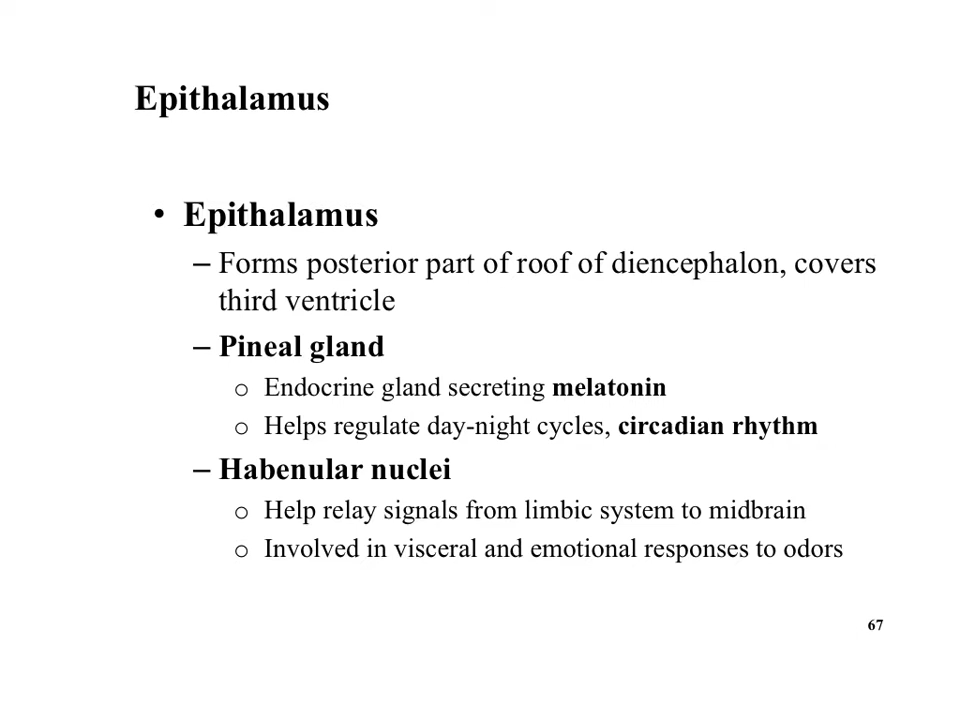 Epithalamus
• Epithalamus
– Forms posterior part of roof of diencephalon, covers
third ventricle
– Pineal gland
o Endocrine gland secreting melatonin
o Helps regulate day-night cycles, circadian rhythm
– Habenular nuclei
o Help relay signals from limbic system to midbrain
o Involved in visceral and emotional responses to odors
67